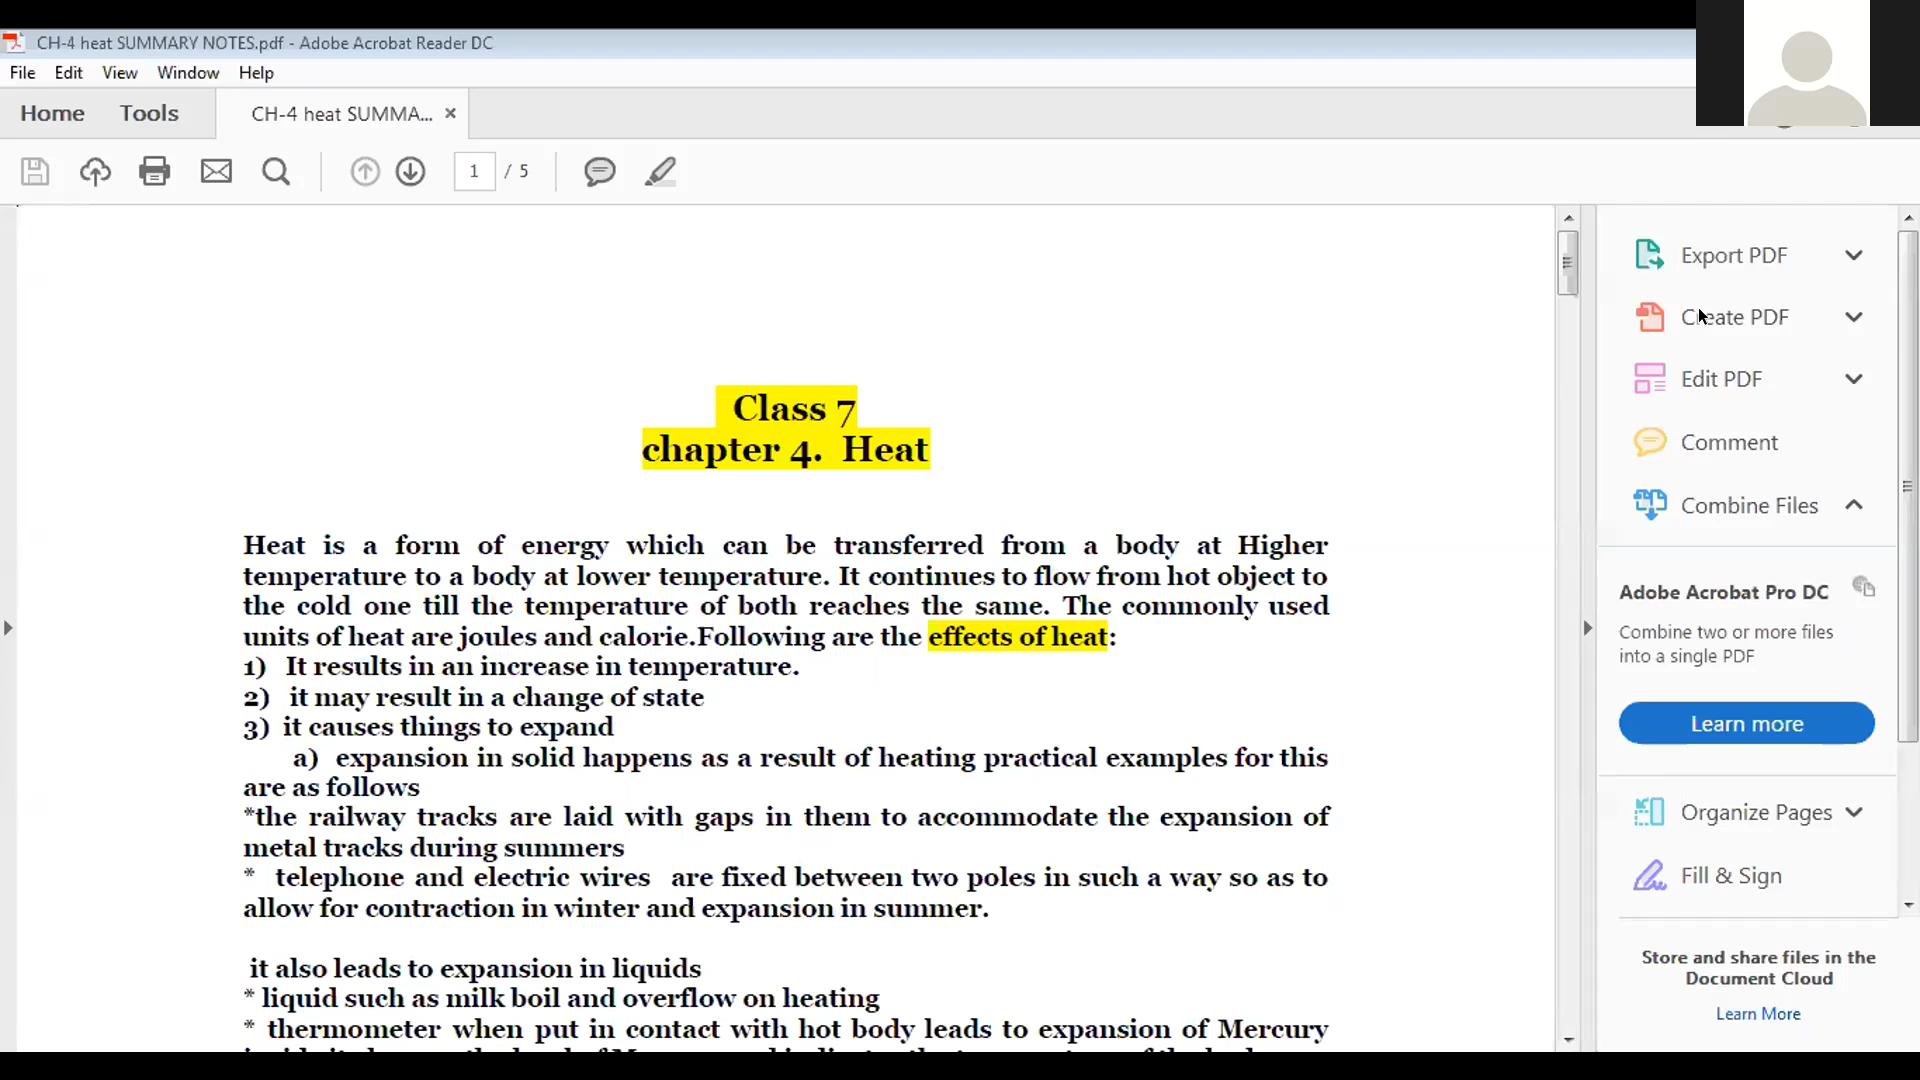 CH-4 heat SUMMARY NOTES.pdf - Adobe Acrobat Reader DC
File Edit View Window Help
Home Tools CH-4 heat SUMMA... ×
1 / 5
Export PDF
Create PDF
Edit PDF
Comment
Combine Files
Adobe Acrobat Pro DC
Combine two or more files
into a single PDF
Learn more
Organize Pages
Fill & Sign
Store and share files in the
Document Cloud
Learn More
Class 7
chapter 4. Heat
Heat is a form of energy which can be transferred from a body at Higher
temperature to a body at lower temperature. It continues to flow from hot object to
the cold one till the temperature of both reaches the same. The commonly used
units of heat are joules and calorie.Following are the effects of heat:
1) It results in an increase in temperature.
2) it may result in a change of state
3) it causes things to expand
a) expansion in solid happens as a result of heating practical examples for this
are as follows
*the railway tracks are laid with gaps in them to accommodate the expansion of
metal tracks during summers
* telephone and electric wires are fixed between two poles in such a way so as to
allow for contraction in winter and expansion in summer.
it also leads to expansion in liquids
* liquid such as milk boil and overflow on heating
* thermometer when put in contact with hot body leads to expansion of Mercury